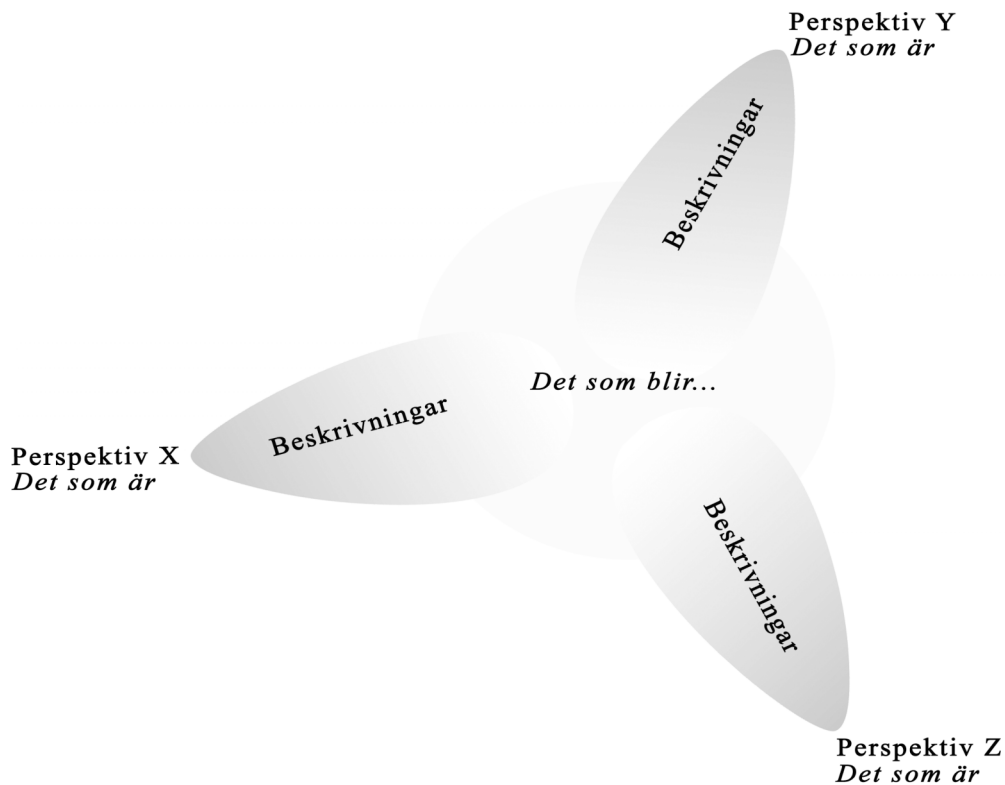 Perspektiv Y
Det som är
Beskrivningar
Det som blir...
Beskrivningar
Perspektiv X
Det som är
Beskrivningar
Perspektiv Z
Det som är